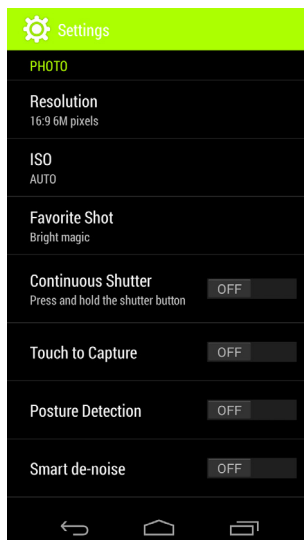 Settings
PHOTO
Resolution
16:9 6M pixels
ISO
AUTO
Favorite Shot
Bright magic
Continuous Shutter
Press and hold the shutter button
OFF
Touch to Capture
OFF
Posture Detection
OFF
Smart de-noise
OFF